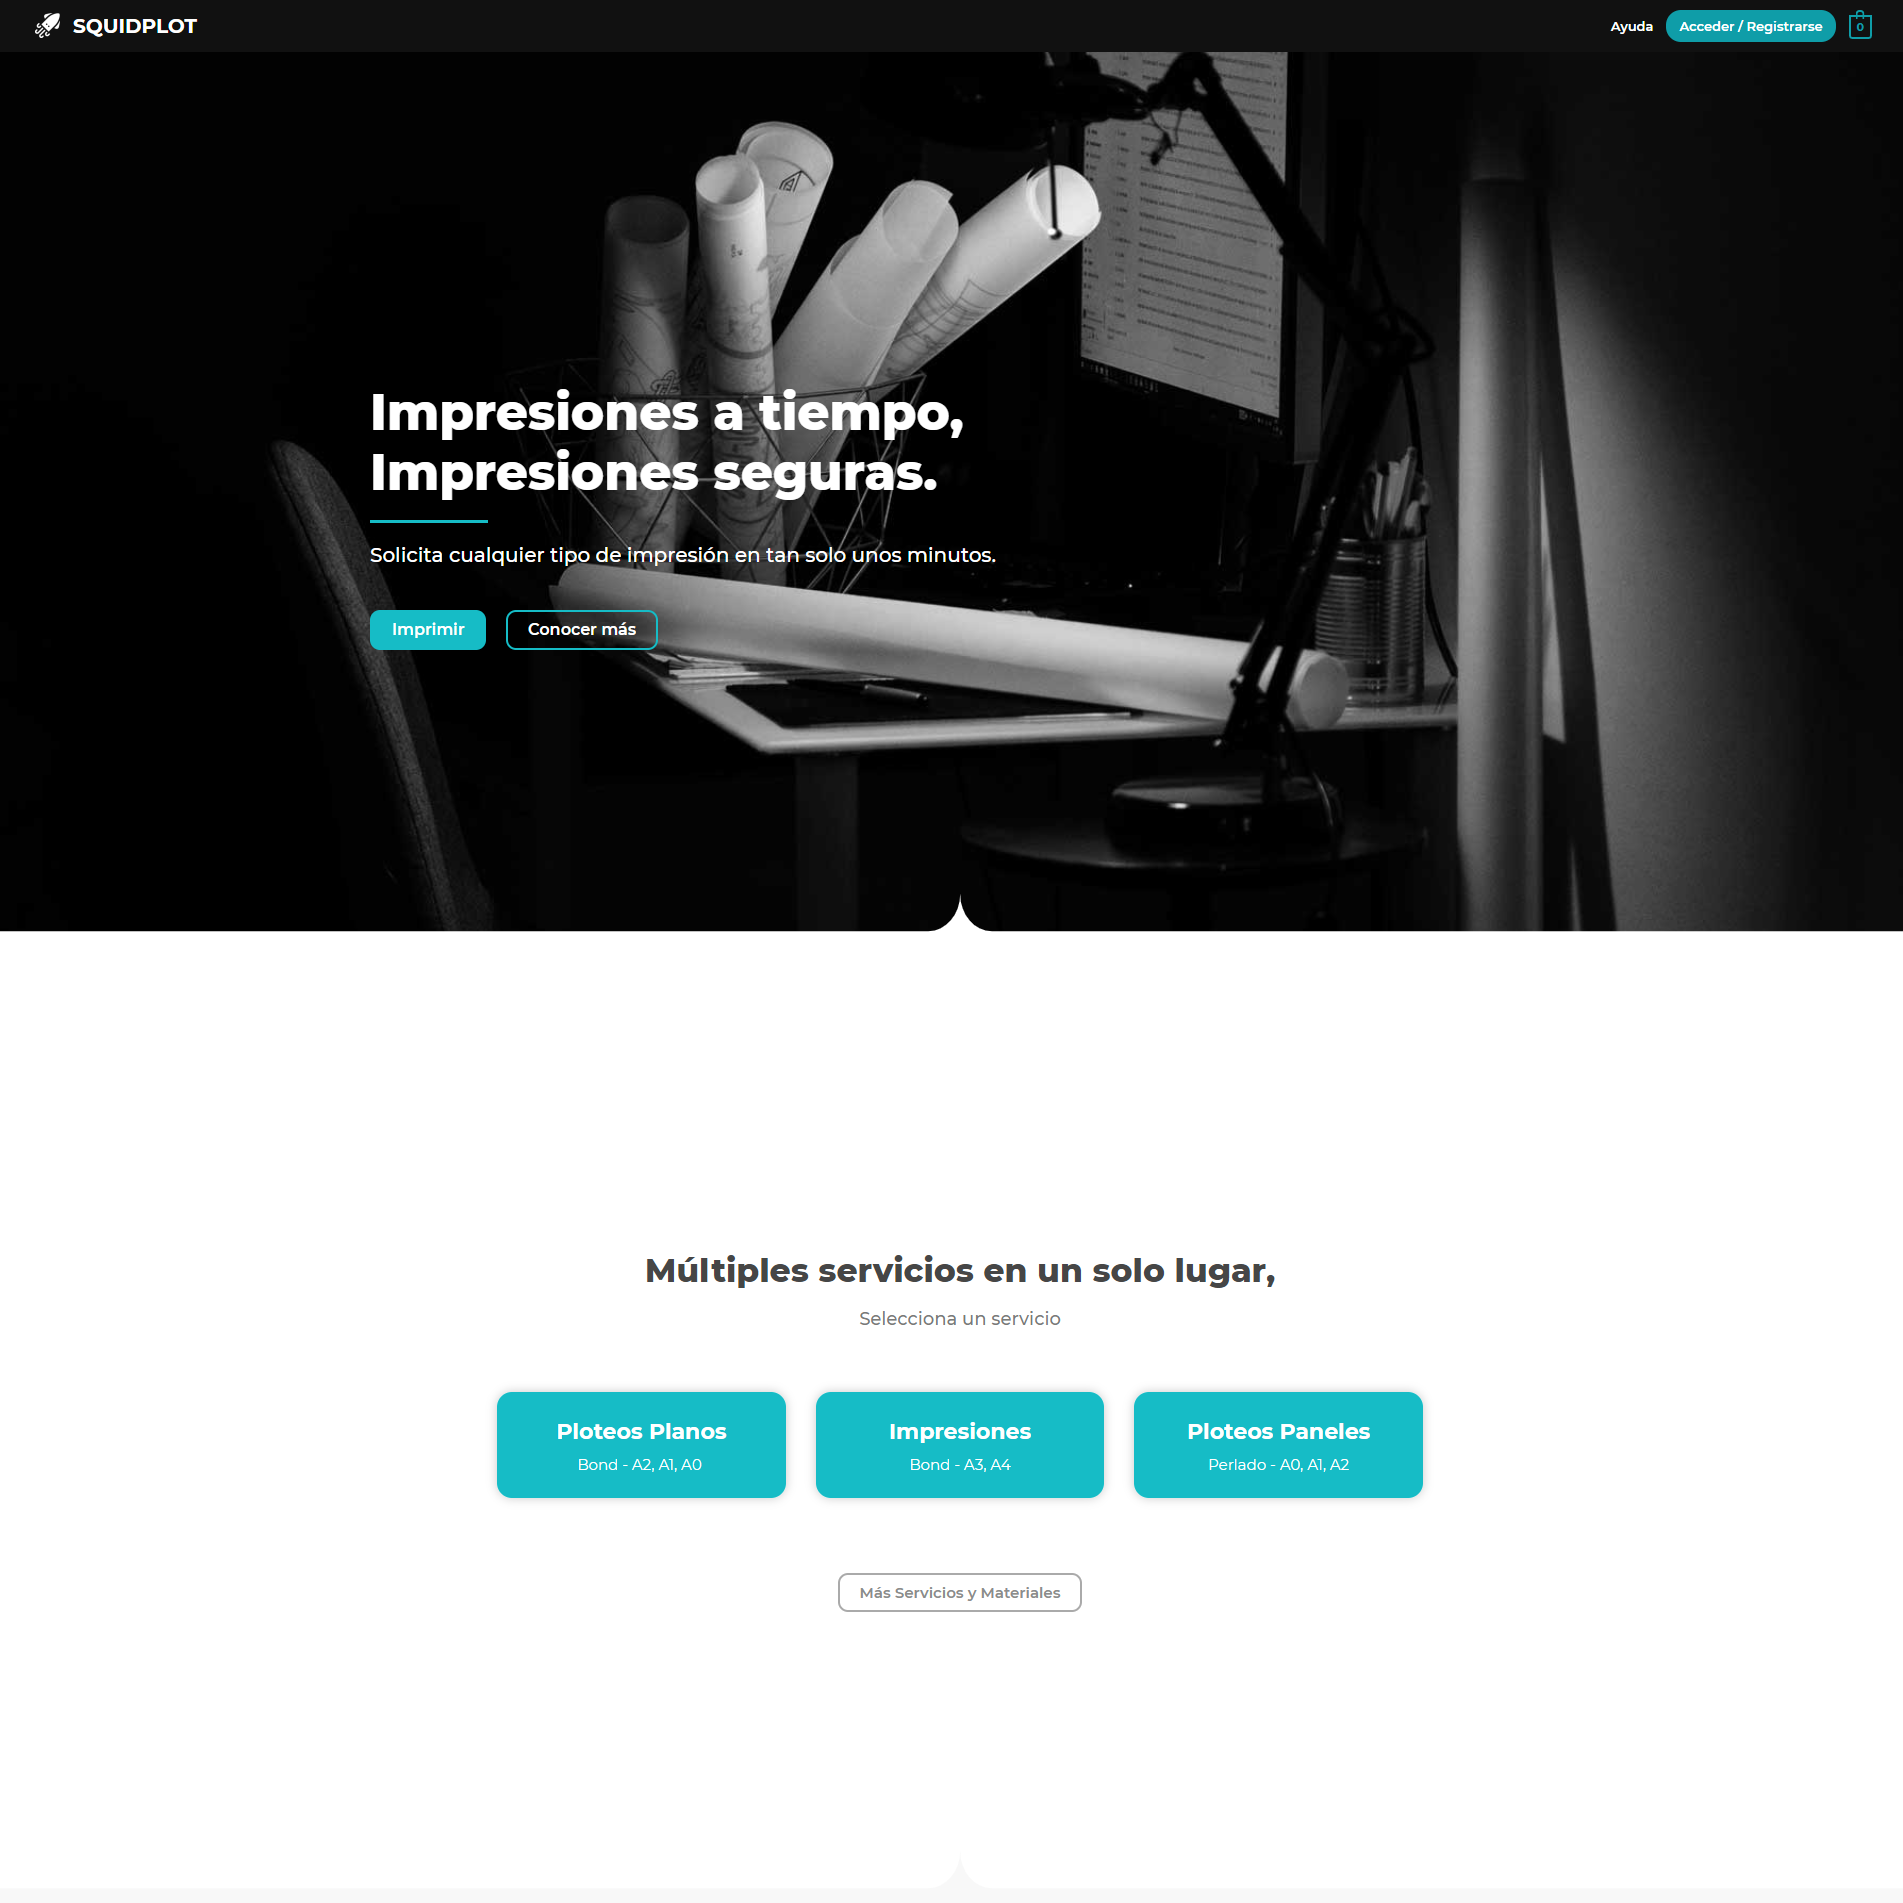 SQUIDPLOT
Ayuda
Acceder / Registrarse
0
Impresiones a tiempo,
Impresiones seguras.
Solicita cualquier tipo de impresión en tan solo unos minutos.
Imprimir
Conocer más
Múltiples servicios en un solo lugar,
Selecciona un servicio
Ploteos Planos
Bond - A2, A1, A0
Impresiones
Bond - A3, A4
Ploteos Paneles
Perlado - A0, A1, A2
Más Servicios y Materiales